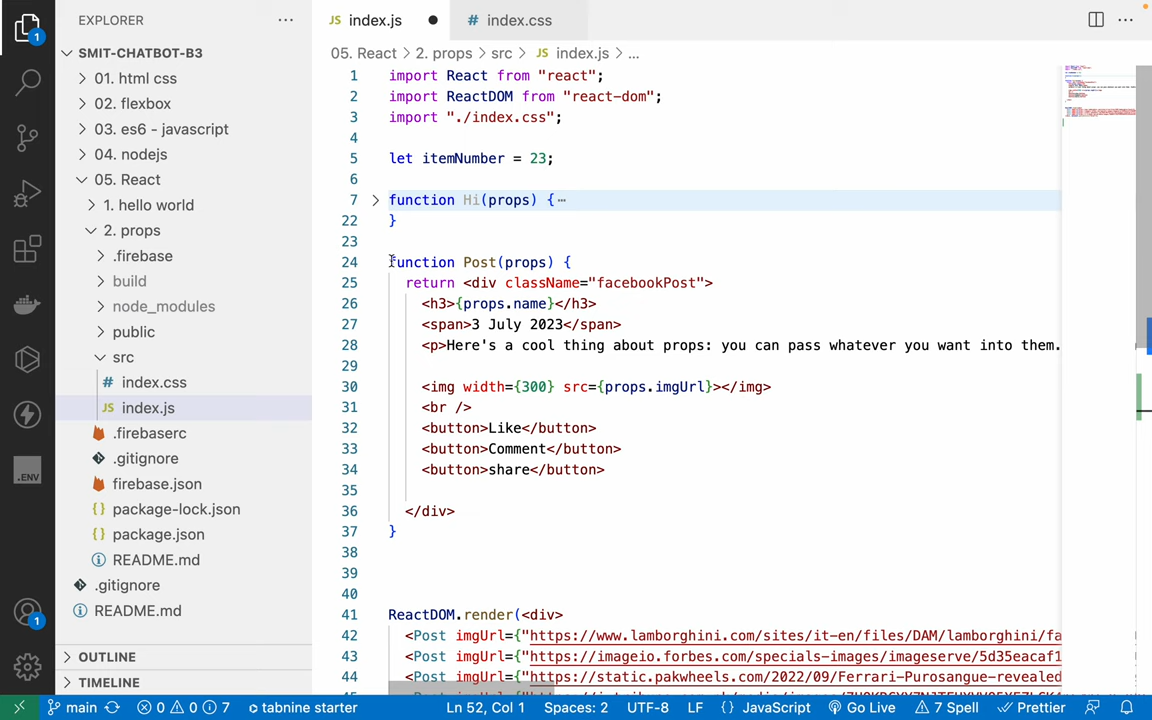 EXPLORER
SMIT-CHATBOT-B3
01. html css
02. flexbox
03. es6 - javascript
04. nodejs
05. React
1. hello world
2. props
.firebase
build
node_modules
public
src
# index.css
JS index.js
.firebaserc
.gitignore
firebase.json
{} package-lock.json
{} package.json
README.md
.gitignore
README.md
OUTLINE
TIMELINE
1
.ENV
1
JS index.js
# index.css
05. React > 2. props > src > JS index.js > ...
1 import React from "react";
2 import ReactDOM from "react-dom";
3 import "./index.css";
4
5 let itemNumber = 23;
6
7 function Hi(props) {⋯
22 }
23
24 function Post(props) {
25 return <div className="facebookPost">
26 <h3>{props.name}</h3>
27 <span>3 July 2023</span>
28 <p>Here's a cool thing about props: you can pass whatever you want into them.
29
30 <img width={300} src={props.imgUrl}></img>
31 <br />
32 <button>Like</button>
33 <button>Comment</button>
34 <button>share</button>
35
36 </div>
37 }
38
39
40
41 ReactDOM.render(<div>
42 <Post imgUrl={"https://www.lamborghini.com/sites/it-en/files/DAM/lamborghini/fa
43 <Post imgUrl={"https://imageio.forbes.com/specials-images/imageserve/5d35eacaf1
44 <Post imgUrl={"https://static.pakwheels.com/2022/09/Ferrari-Purosangue-revealed
main 0 0 7 tabnine starter Ln 52, Col 1 Spaces: 2 UTF-8 LF {} JavaScript Go Live 7 Spell Prettier